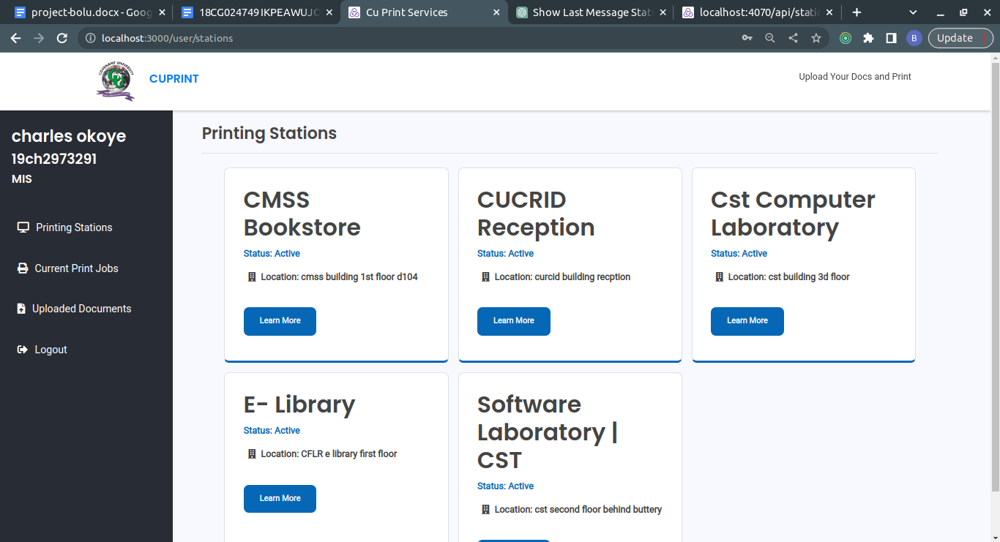 project-bolu.docx - Goog
18CG024749 IKPEAWUJC
Cu Print Services
Show Last Message Stat
localhost:4070/api/static
localhost:3000/user/stations
B
Update
COVENANT UNIVERSITY
CUPRINT
Upload Your Docs and Print
charles okoye
19ch2973291
MIS
Printing Stations
Current Print Jobs
Uploaded Documents
Logout
Printing Stations
CMSS
Bookstore
Status: Active
Location: cmss building 1st floor d104
Learn More
CUCRID
Reception
Status: Active
Location: curcid building recption
Learn More
Cst Computer
Laboratory
Status: Active
Location: cst building 3d floor
Learn More
E- Library
Status: Active
Location: CFLR e library first floor
Learn More
Software
Laboratory |
CST
Status: Active
Location: cst second floor behind buttery